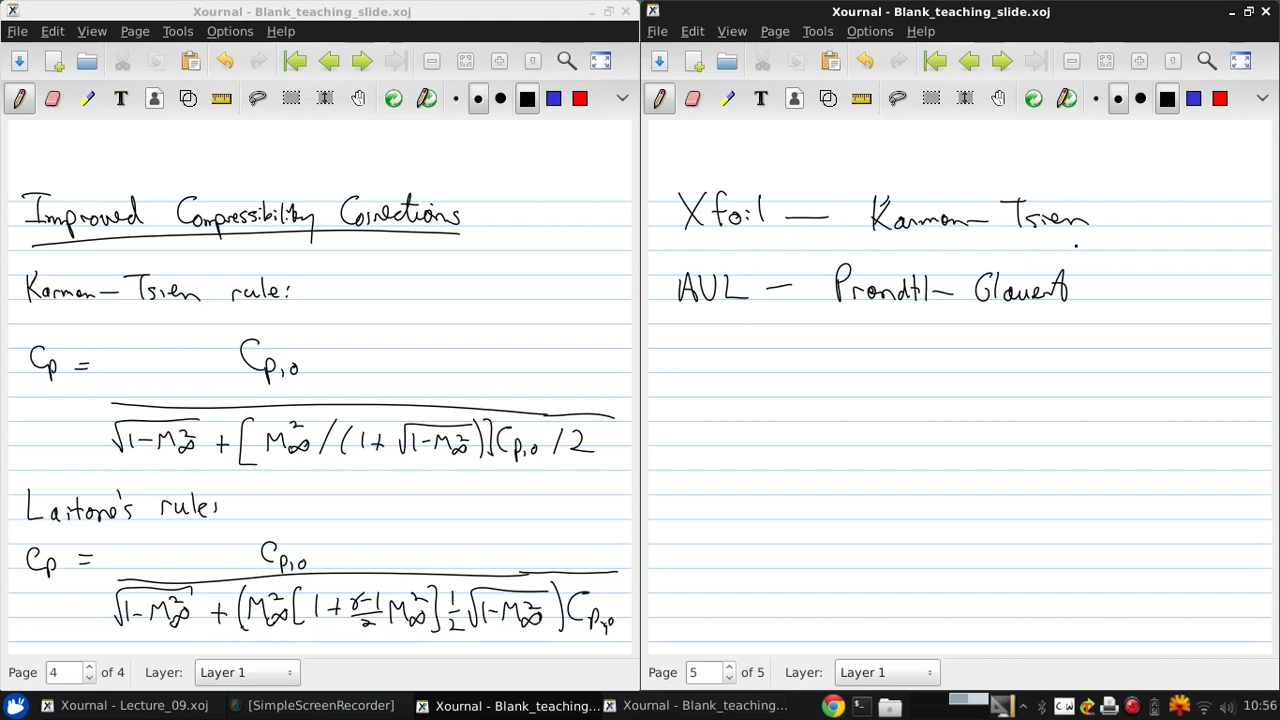 Xournal - Blank_teaching_slide.xoj
File Edit View Page Tools Options Help
Improved Compressibility Corrections
Karman-Tsien rule:
Cp = Cp,0 / √1-M∞² + [M∞²/(1+√1-M∞²)]Cp,0/2
Laitone's rule:
Cp = Cp,0 / √1-M∞² + (M∞²[1+γ-1/2 M∞²]1/2√1-M∞²)Cp,0
Page 4 of 4 Layer: Layer 1
Xournal - Blank_teaching_slide.xoj
File Edit View Page Tools Options Help
Xfoil — Karman-Tsien
AVL — Prandtl-Glauert
Page 5 of 5 Layer: Layer 1
Xournal - Lecture_09.xoj [SimpleScreenRecorder] Xournal - Blank_teaching_... Xournal - Blank_teaching_... 10:56